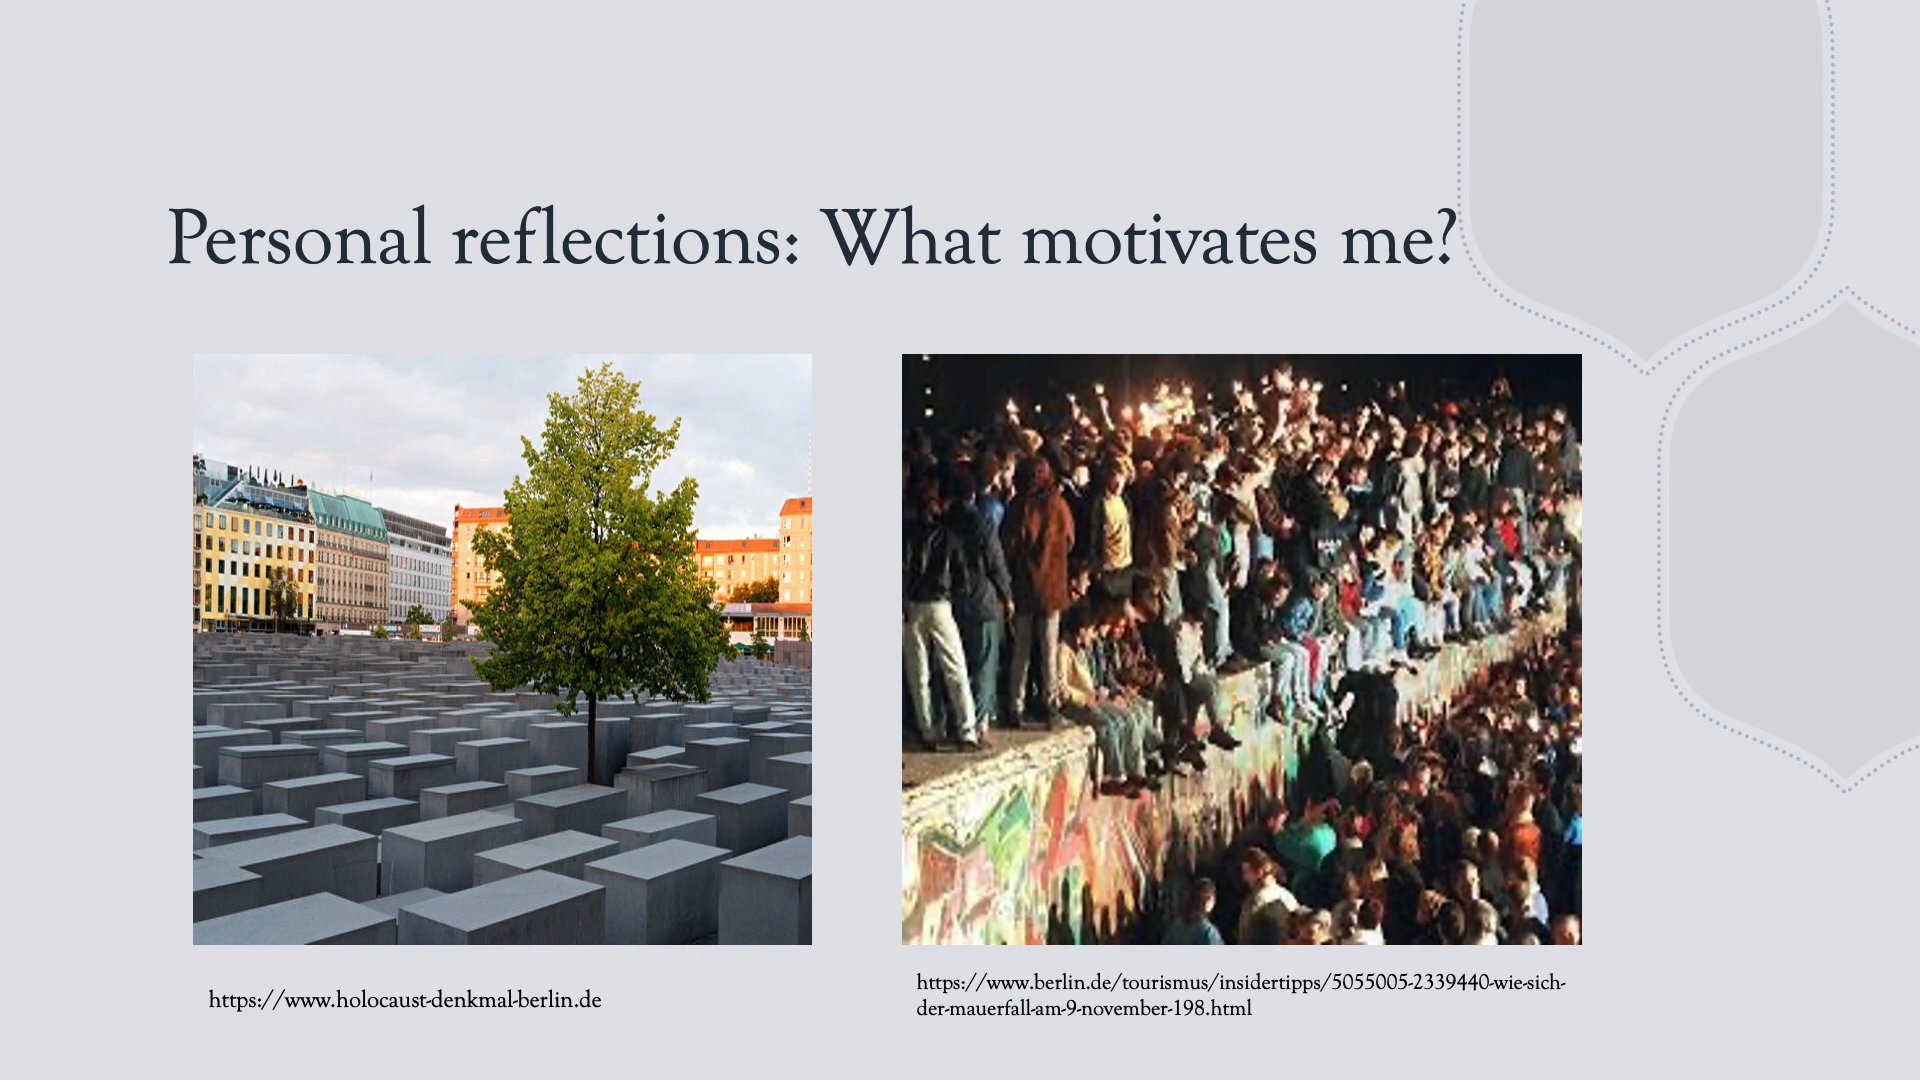 Personal reflections: What motivates me?
https://www.holocaust-denkmal-berlin.de
https://www.berlin.de/tourismus/insidertipps/5055005-2339440-wie-sich-
der-mauerfall-am-9-november-198.html